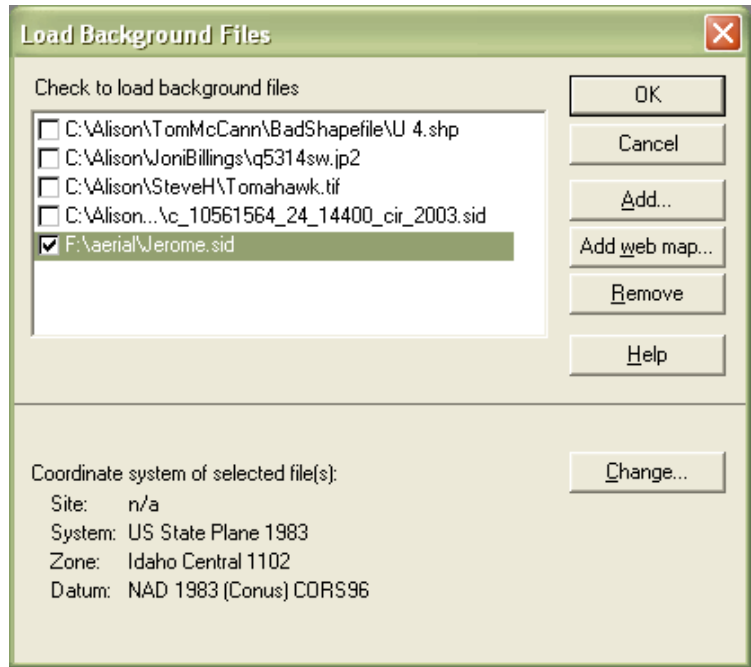 Load Background Files
Check to load background files
C:\Alison\TomMcCann\BadShapefile\U 4.shp
C:\Alison\JoniBillings\q5314sw.jp2
C:\Alison\SteveH\Tomahawk.tif
C:\Alison...\c_10561564_24_14400_cir_2003.sid
F:\aerial\Jerome.sid
OK
Cancel
Add...
Add web map...
Remove
Help
Coordinate system of selected file(s):
Site: n/a
System: US State Plane 1983
Zone: Idaho Central 1102
Datum: NAD 1983 (Conus) CORS96
Change...